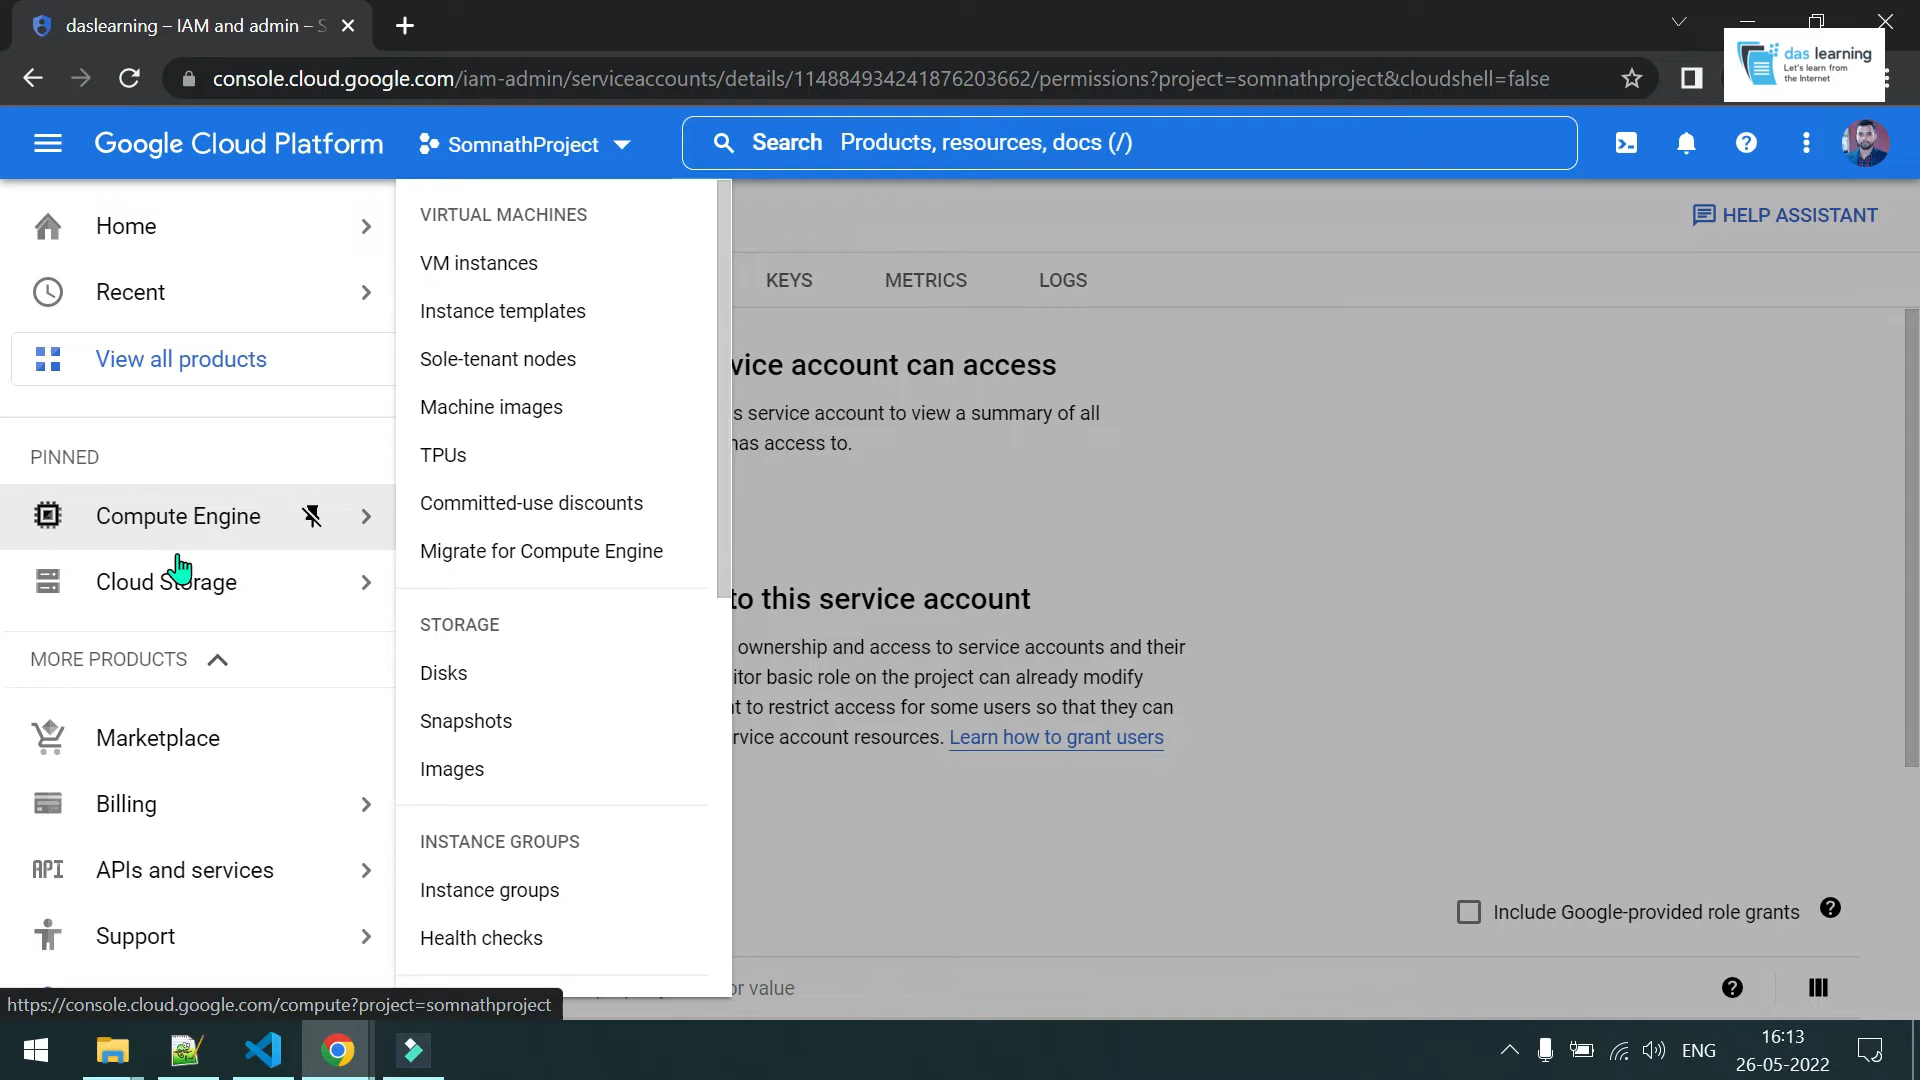 daslearning – IAM and admin – S
console.cloud.google.com/iam-admin/serviceaccounts/details/114884934241876203662/permissions?project=somnathproject&cloudshell=false
das learning
Let's learn from
the Internet
Google Cloud Platform
SomnathProject
Search Products, resources, docs (/)
Home
Recent
View all products
PINNED
Compute Engine
Cloud Storage
MORE PRODUCTS
Marketplace
Billing
API
APIs and services
Support
VIRTUAL MACHINES
VM instances
Instance templates
Sole-tenant nodes
Machine images
TPUs
Committed-use discounts
Migrate for Compute Engine
STORAGE
Disks
Snapshots
Images
INSTANCE GROUPS
Instance groups
Health checks
HELP ASSISTANT
KEYS
METRICS
LOGS
vice account can access
s service account to view a summary of all
has access to.
to this service account
ownership and access to service accounts and their
itor basic role on the project can already modify
t to restrict access for some users so that they can
rvice account resources. Learn how to grant users
Include Google-provided role grants
or value
https://console.cloud.google.com/compute?project=somnathproject
ENG
16:13
26-05-2022